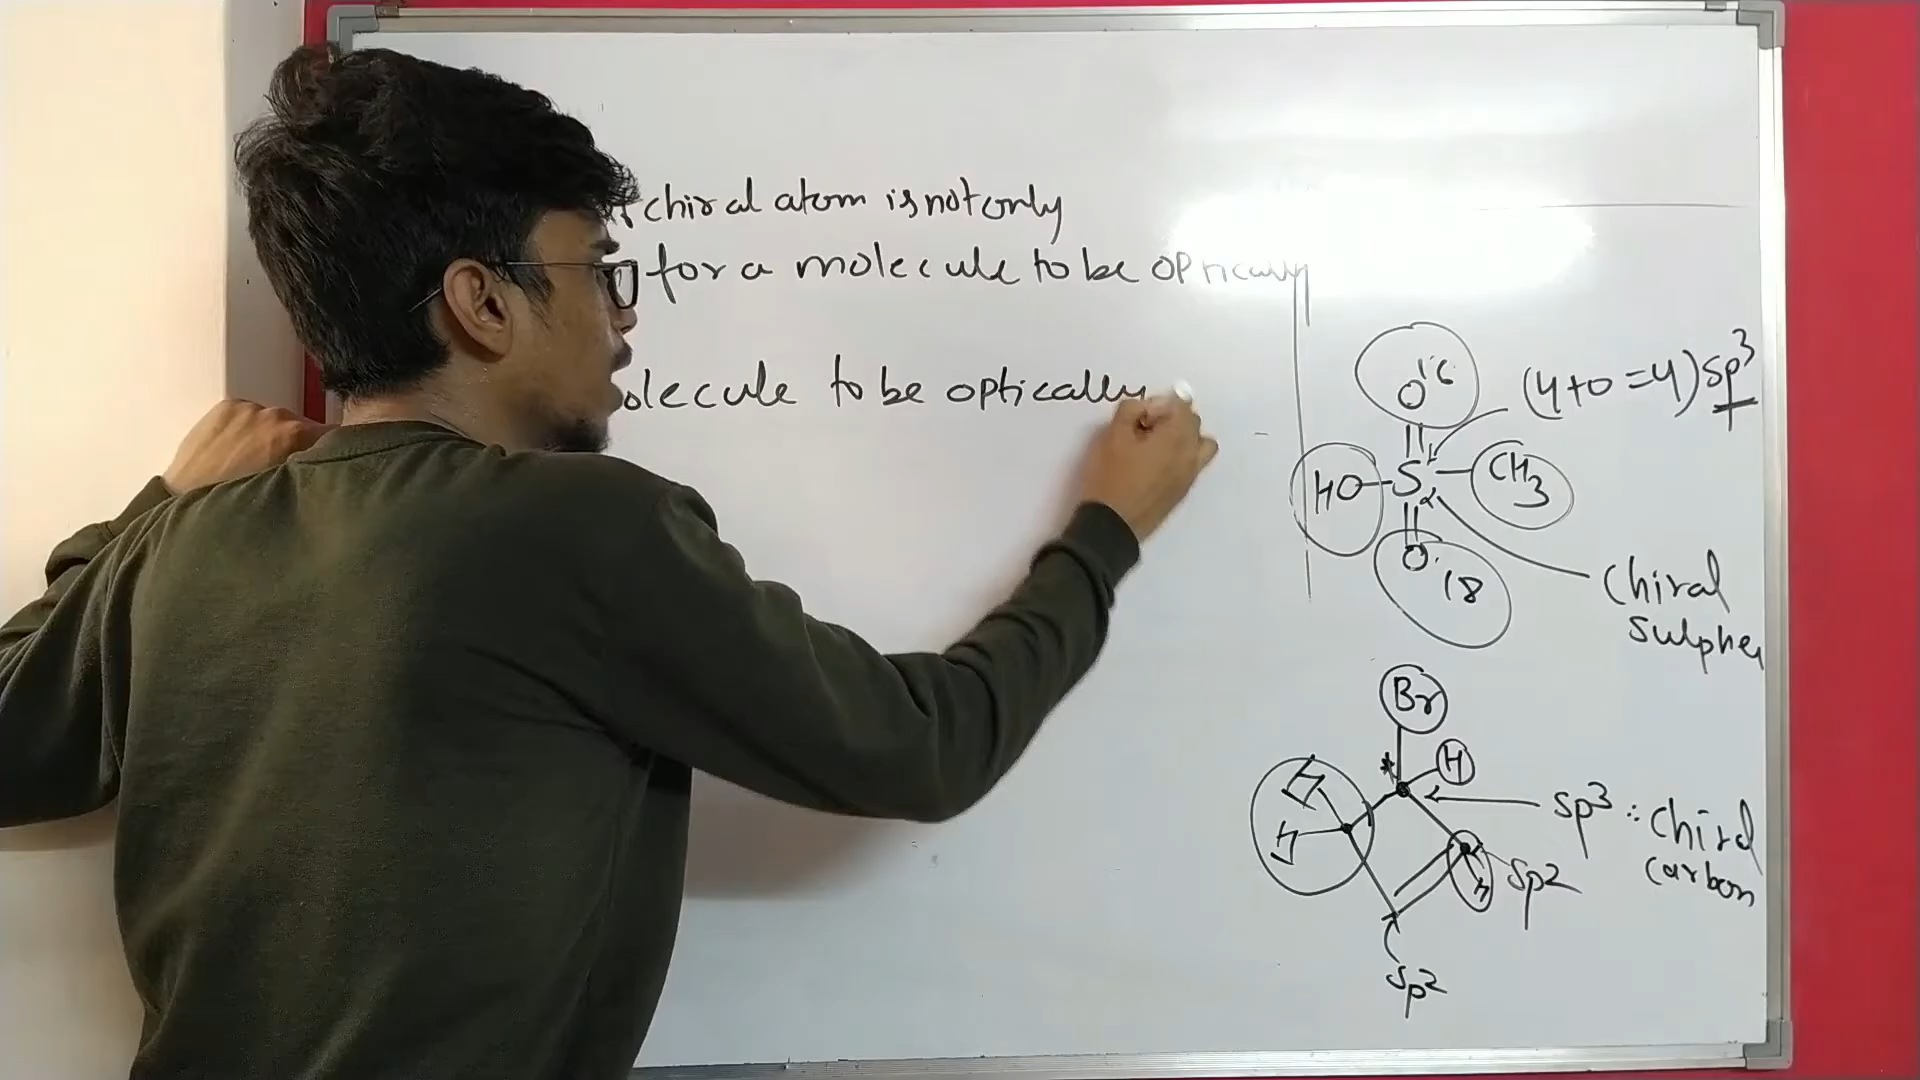 chiral atom is not only
for a molecule to be optically
olecule to be optically
O16
(4+0=4)sp3
HO-S-CH3
O18
Chiral
Sulpher
Br
* H
sp3 ∴ Chiral
carbon
H
H
H
sp2
sp2